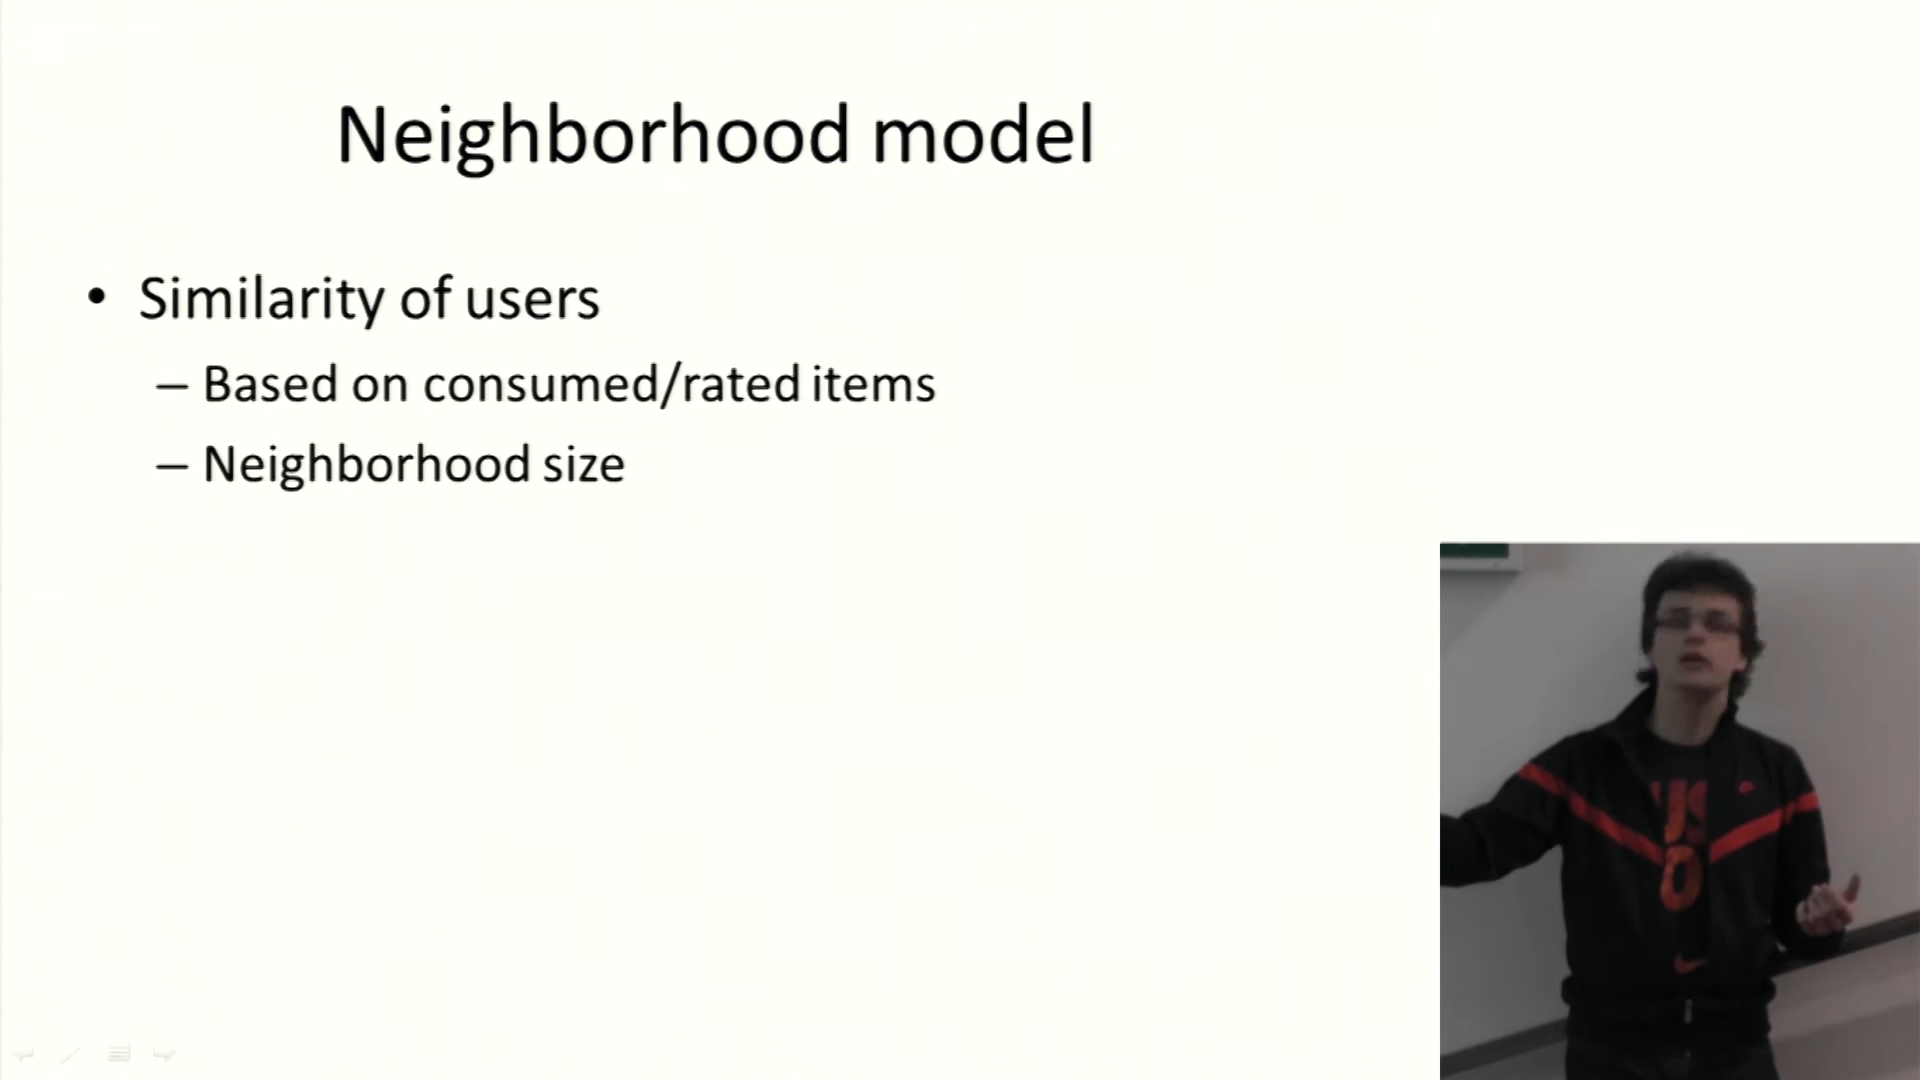 Neighborhood model
• Similarity of users
– Based on consumed/rated items
– Neighborhood size